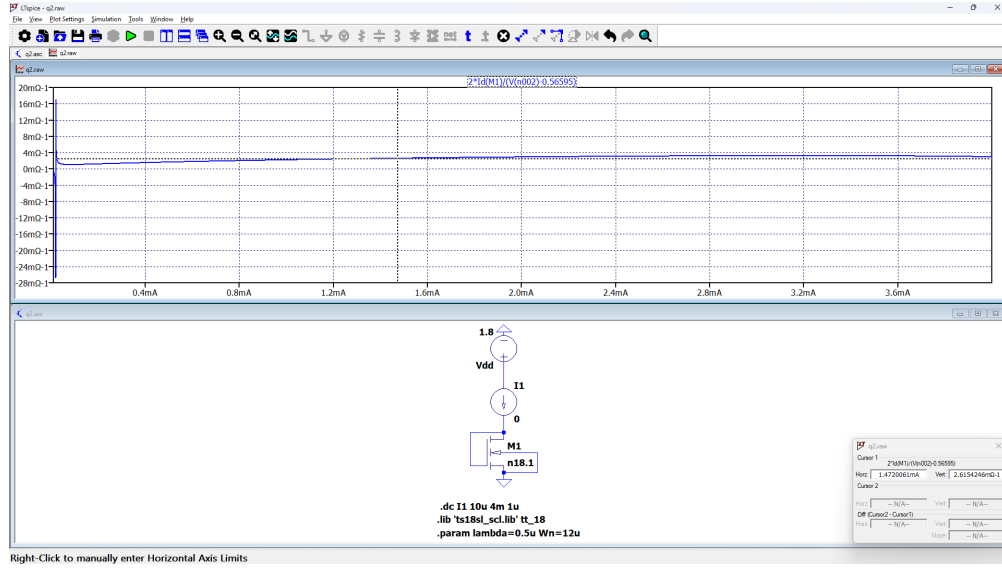 LTspice - q2.raw
File View Plot Settings Simulation Tools Window Help
q2.asc q2.raw
q2.raw
2*Id(M1)/(V(n002)-0.56595)
20mΩ-1
16mΩ-1
12mΩ-1
8mΩ-1
4mΩ-1
0mΩ-1
-4mΩ-1
-8mΩ-1
-12mΩ-1
-16mΩ-1
-20mΩ-1
-24mΩ-1
-28mΩ-1
0.4mA 0.8mA 1.2mA 1.6mA 2.0mA 2.4mA 2.8mA 3.2mA 3.6mA
q2.asc
1.8
Vdd
I1
0
M1
n18.1
.dc I1 10u 4m 1u
.lib 'ts18sl_scl.lib' tt_18
.param lambda=0.5u Wn=12u
q2.raw
Cursor 1
2*Id(M1)/(V(n002)-0.56595)
Horz: 1.4720061mA Vert: 2.6154246mΩ-1
Cursor 2
Horz: -- N/A-- Vert: -- N/A--
Diff (Cursor2 - Cursor1)
Horz: -- N/A-- Vert: -- N/A--
Slope: -- N/A--
Right-Click to manually enter Horizontal Axis Limits